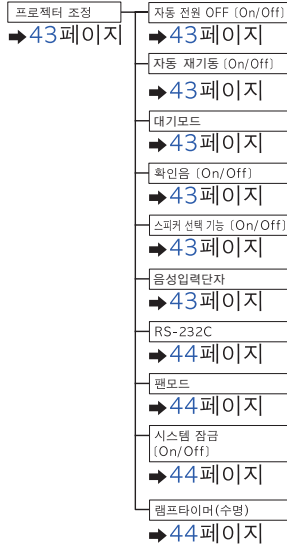 프로젝터 조정
➡43페이지
자동 전원 OFF (On/Off)
➡43페이지
자동 재기동 (On/Off)
➡43페이지
대기모드
➡43페이지
확인음 (On/Off)
➡43페이지
스피커 선택 기능 (On/Off)
➡43페이지
음성입력단자
➡43페이지
RS-232C
➡44페이지
팬모드
➡44페이지
시스템 잠금
(On/Off)
➡44페이지
램프타이머(수명)
➡44페이지